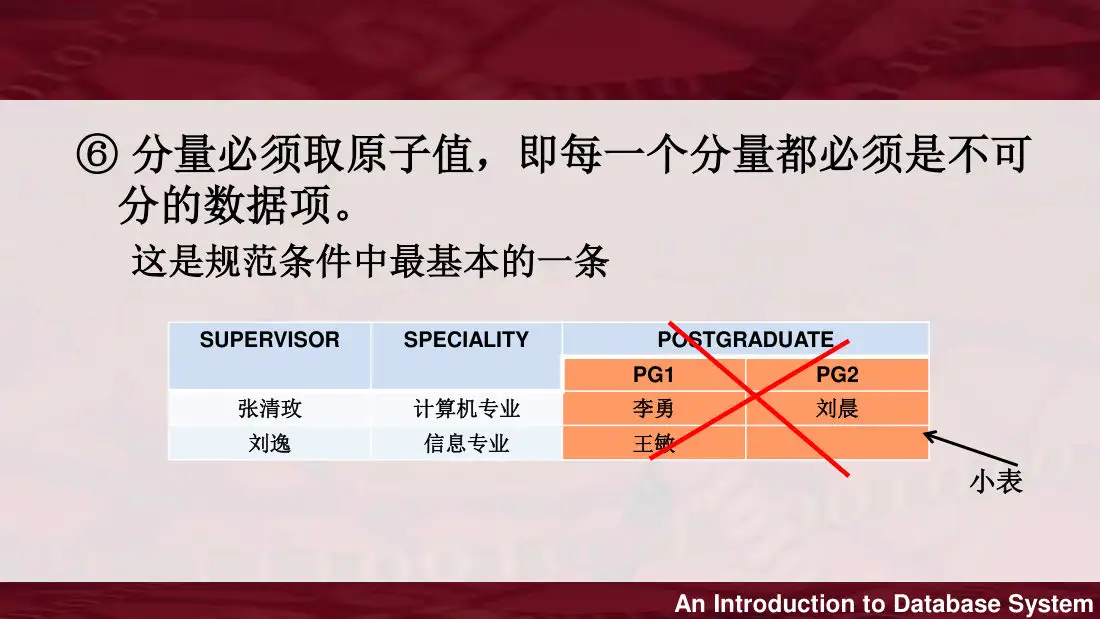 ⑥ 分量必须取原子值，即每一个分量都必须是不可
分的数据项。
这是规范条件中最基本的一条
SUPERVISOR SPECIALITY POSTGRADUATE
PG1 PG2
张清玫 计算机专业 李勇 刘晨
刘逸 信息专业 王敏
小表
An Introduction to Database System